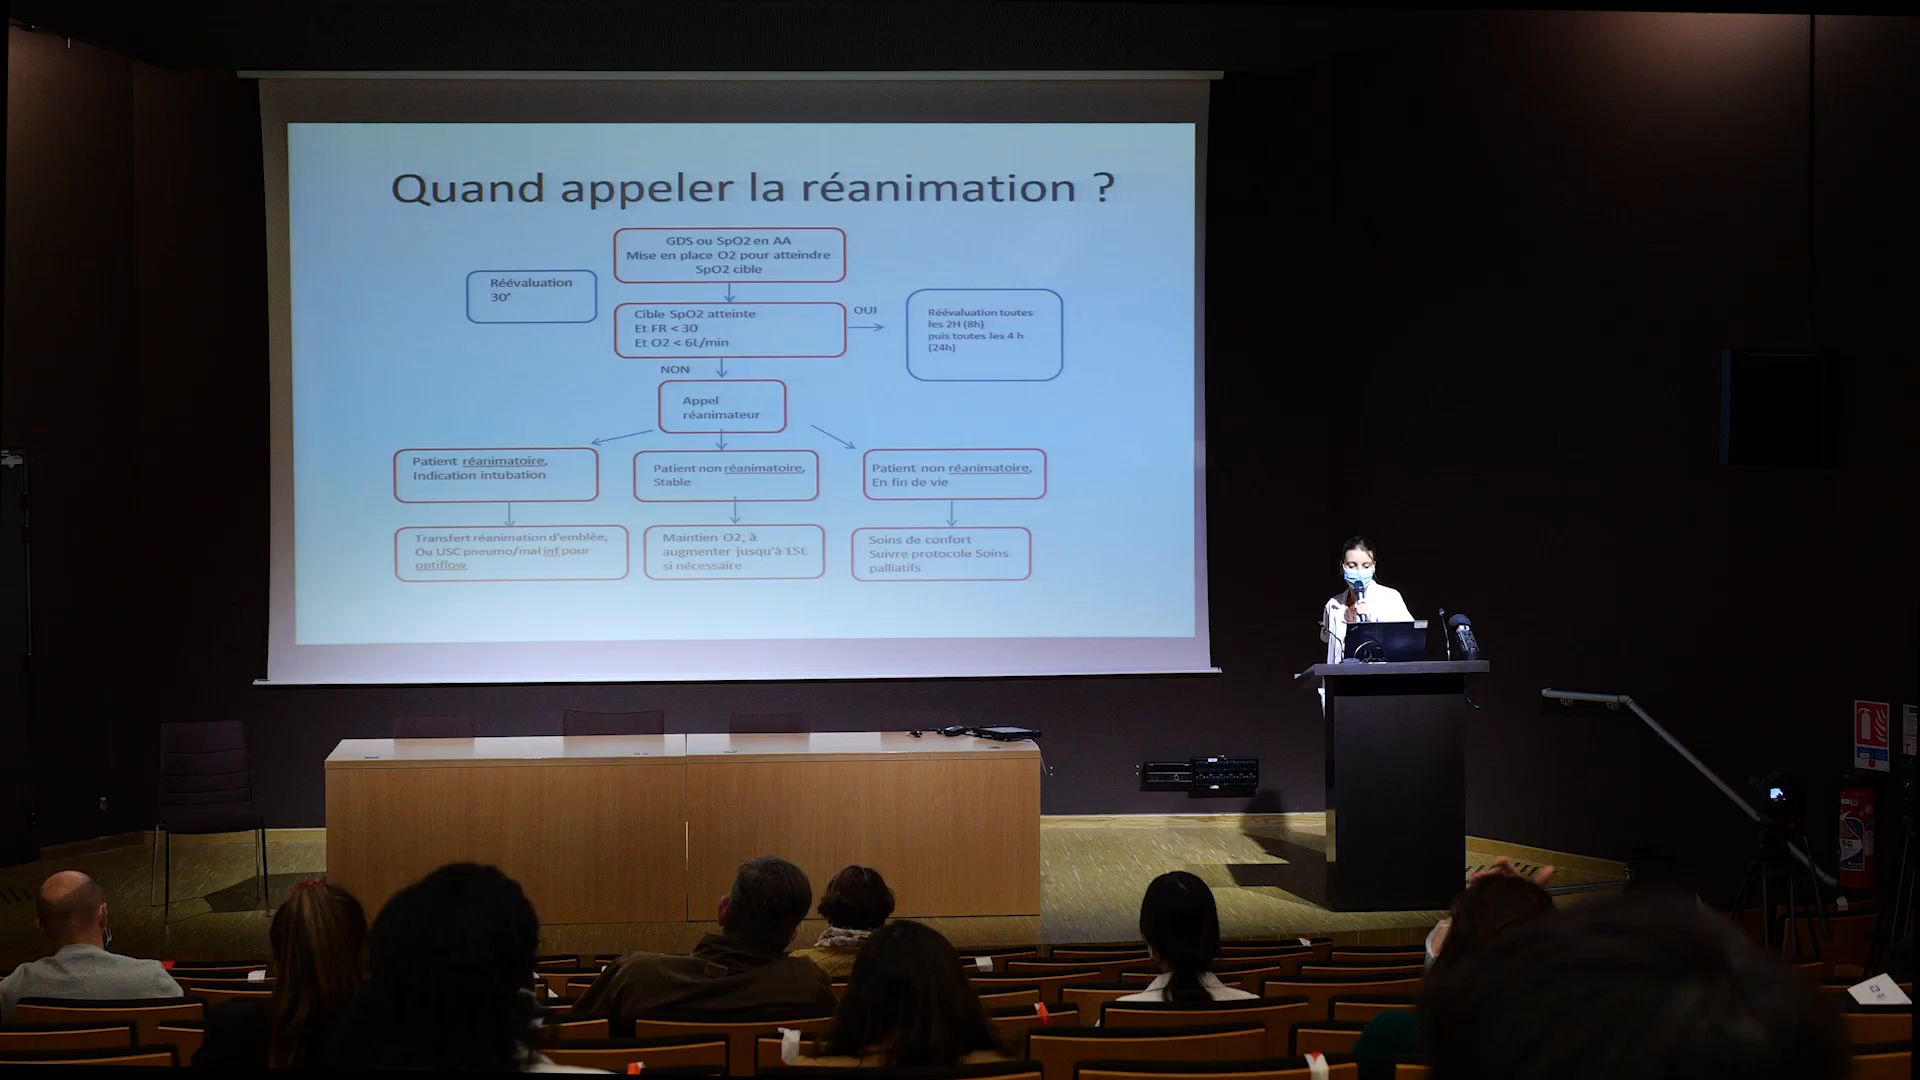 Quand appeler la réanimation ?
GDS ou SpO2 en AA
Mise en place O2 pour atteindre
SpO2 cible
Réévaluation
30'
Cible SpO2 atteinte
Et FR < 30
Et O2 < 6L/min
OUI
Réévaluation toutes
les 2H (8h)
puis toutes les 4 h
(24h)
NON
Appel
réanimateur
Patient réanimatoire,
Indication intubation
Patient non réanimatoire,
Stable
Patient non réanimatoire,
En fin de vie
Transfert réanimation d'emblée,
Ou USC pneumo/mal inf pour
optiflow
Maintien O2, à
augmenter jusqu'à 15L
si nécessaire
Soins de confort
Suivre protocole Soins
palliatifs